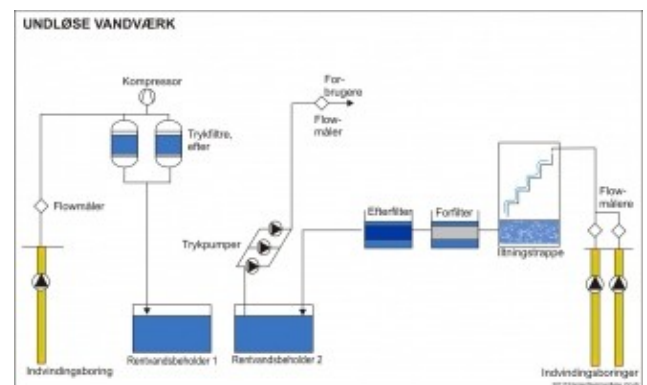 UNDLØSE VANDVÆRK
Kompressor
For-
brugere
Flow-
måler
Trykfiltre,
efter
Flowmåler
Trykpumper
Efterfilter
Forfilter
Flow-
målere
Iltningstrappe
Indvindingsboring
Rentvandsbeholder 1
Rentvandsbeholder 2
Indvindingsboringer